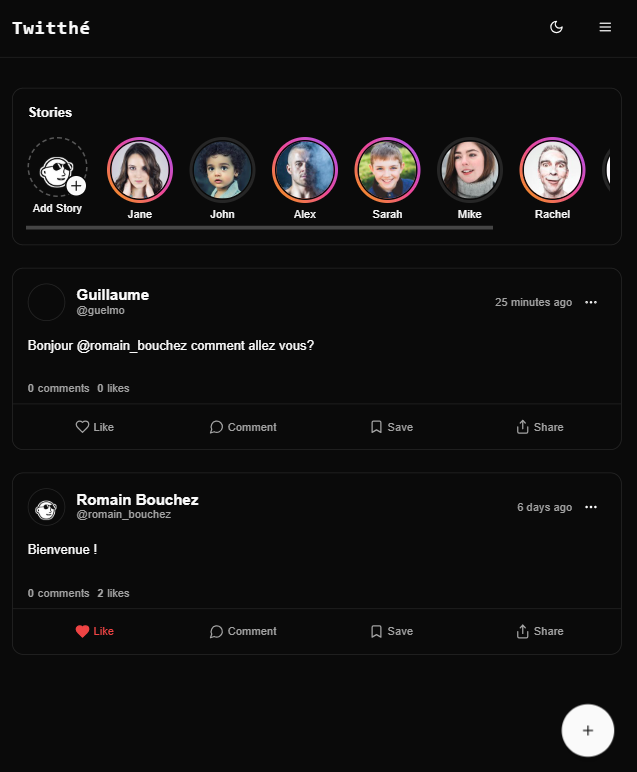 Twitthé
Stories
Add Story
Jane
John
Alex
Sarah
Mike
Rachel
Guillaume
@guelmo
25 minutes ago
Bonjour @romain_bouchez comment allez vous?
0 comments 0 likes
Like
Comment
Save
Share
Romain Bouchez
@romain_bouchez
6 days ago
Bienvenue !
0 comments 2 likes
Like
Comment
Save
Share